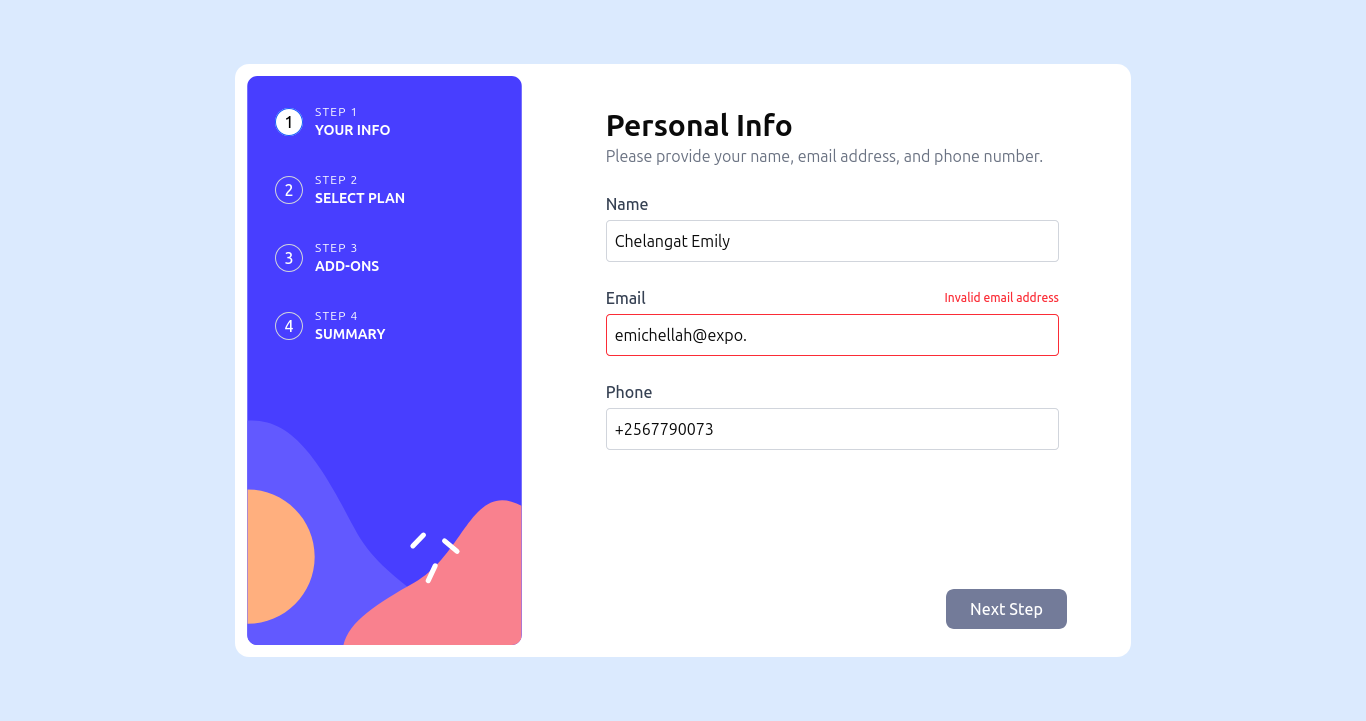 1
STEP 1
YOUR INFO
2
STEP 2
SELECT PLAN
3
STEP 3
ADD-ONS
4
STEP 4
SUMMARY
Personal Info
Please provide your name, email address, and phone number.
Name
Chelangat Emily
Email
Invalid email address
emichellah@expo.
Phone
+2567790073
Next Step